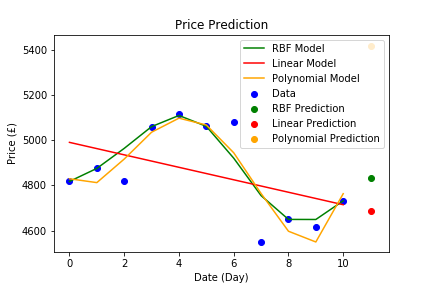 Price Prediction
5400
5200
5000
4800
4600
Price (£)
RBF Model
Linear Model
Polynomial Model
Data
RBF Prediction
Linear Prediction
Polynomial Prediction
0 2 4 6 8 10
Date (Day)